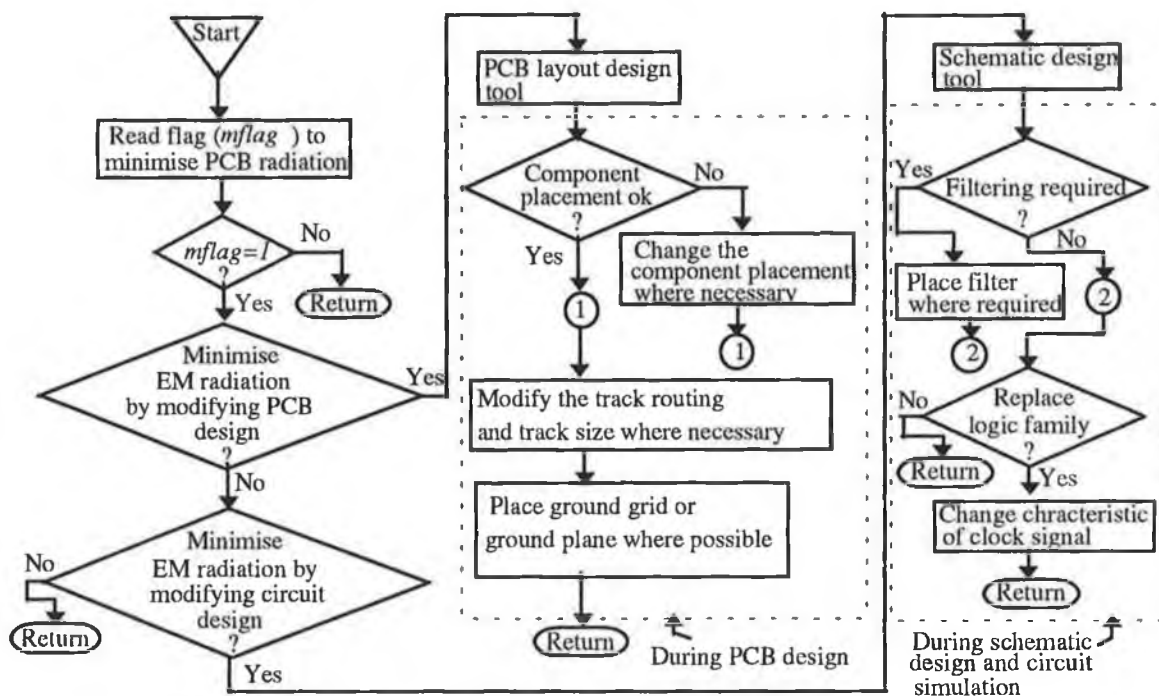 Start
Read flag (mflag ) to
minimise PCB radiation
mflag=1
?
No
Return
Yes
Minimise
EM radiation
by modifying PCB
design
?
Yes
No
Minimise
EM radiation by
modifying circuit
design
?
No
Return
Yes
PCB layout design
tool
Component
placement ok
?
No
Yes
Change the
component placement
where necessary
1
1
Modify the track routing
and track size where necessary
Place ground grid or
ground plane where possible
Return
During PCB design
Schematic design
tool
Yes
Filtering required
?
No
Place filter
where required
2
2
No
Replace
logic family
?
Return
Yes
Change chracteristic
of clock signal
Return
During schematic
design and circuit
simulation